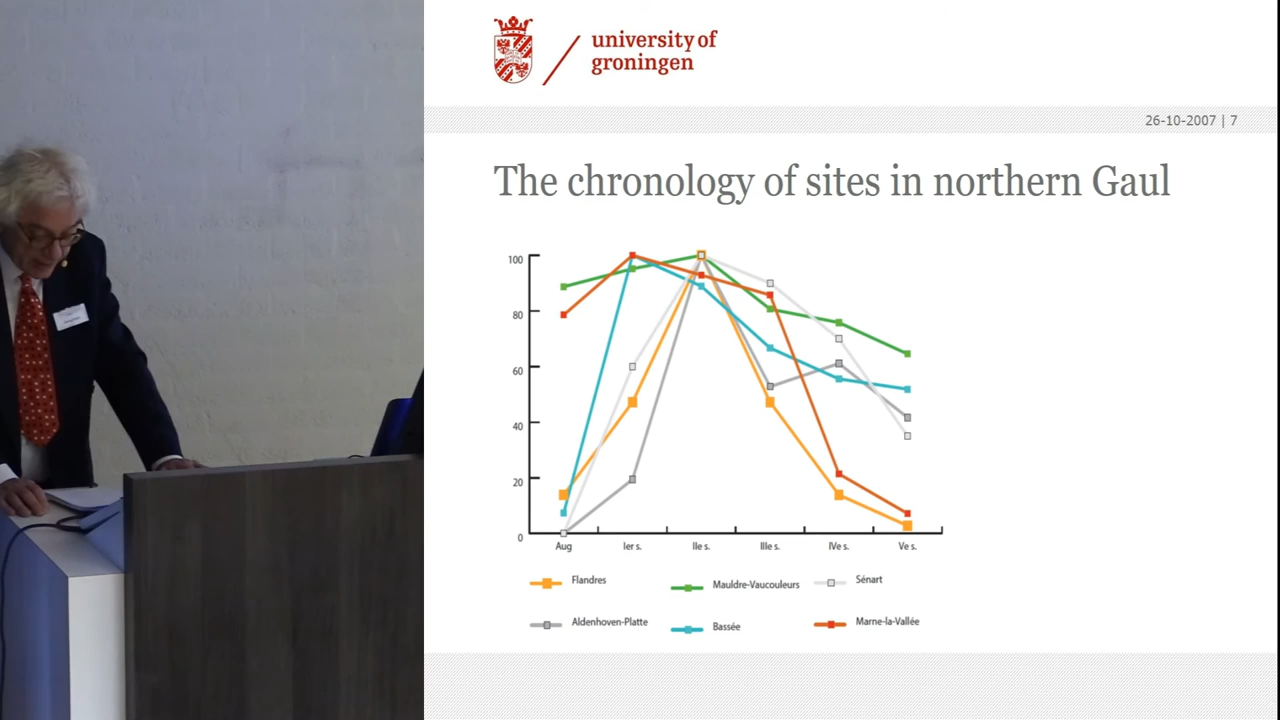 university of
groningen
26-10-2007 | 7
The chronology of sites in northern Gaul
100
80
60
40
20
0
Aug Ier s. IIe s. IIIe s. IVe s. Ve s.
Flandres Mauldre-Vaucouleurs Sénart
Aldenhoven-Platte Bassée Marne-la-Vallée